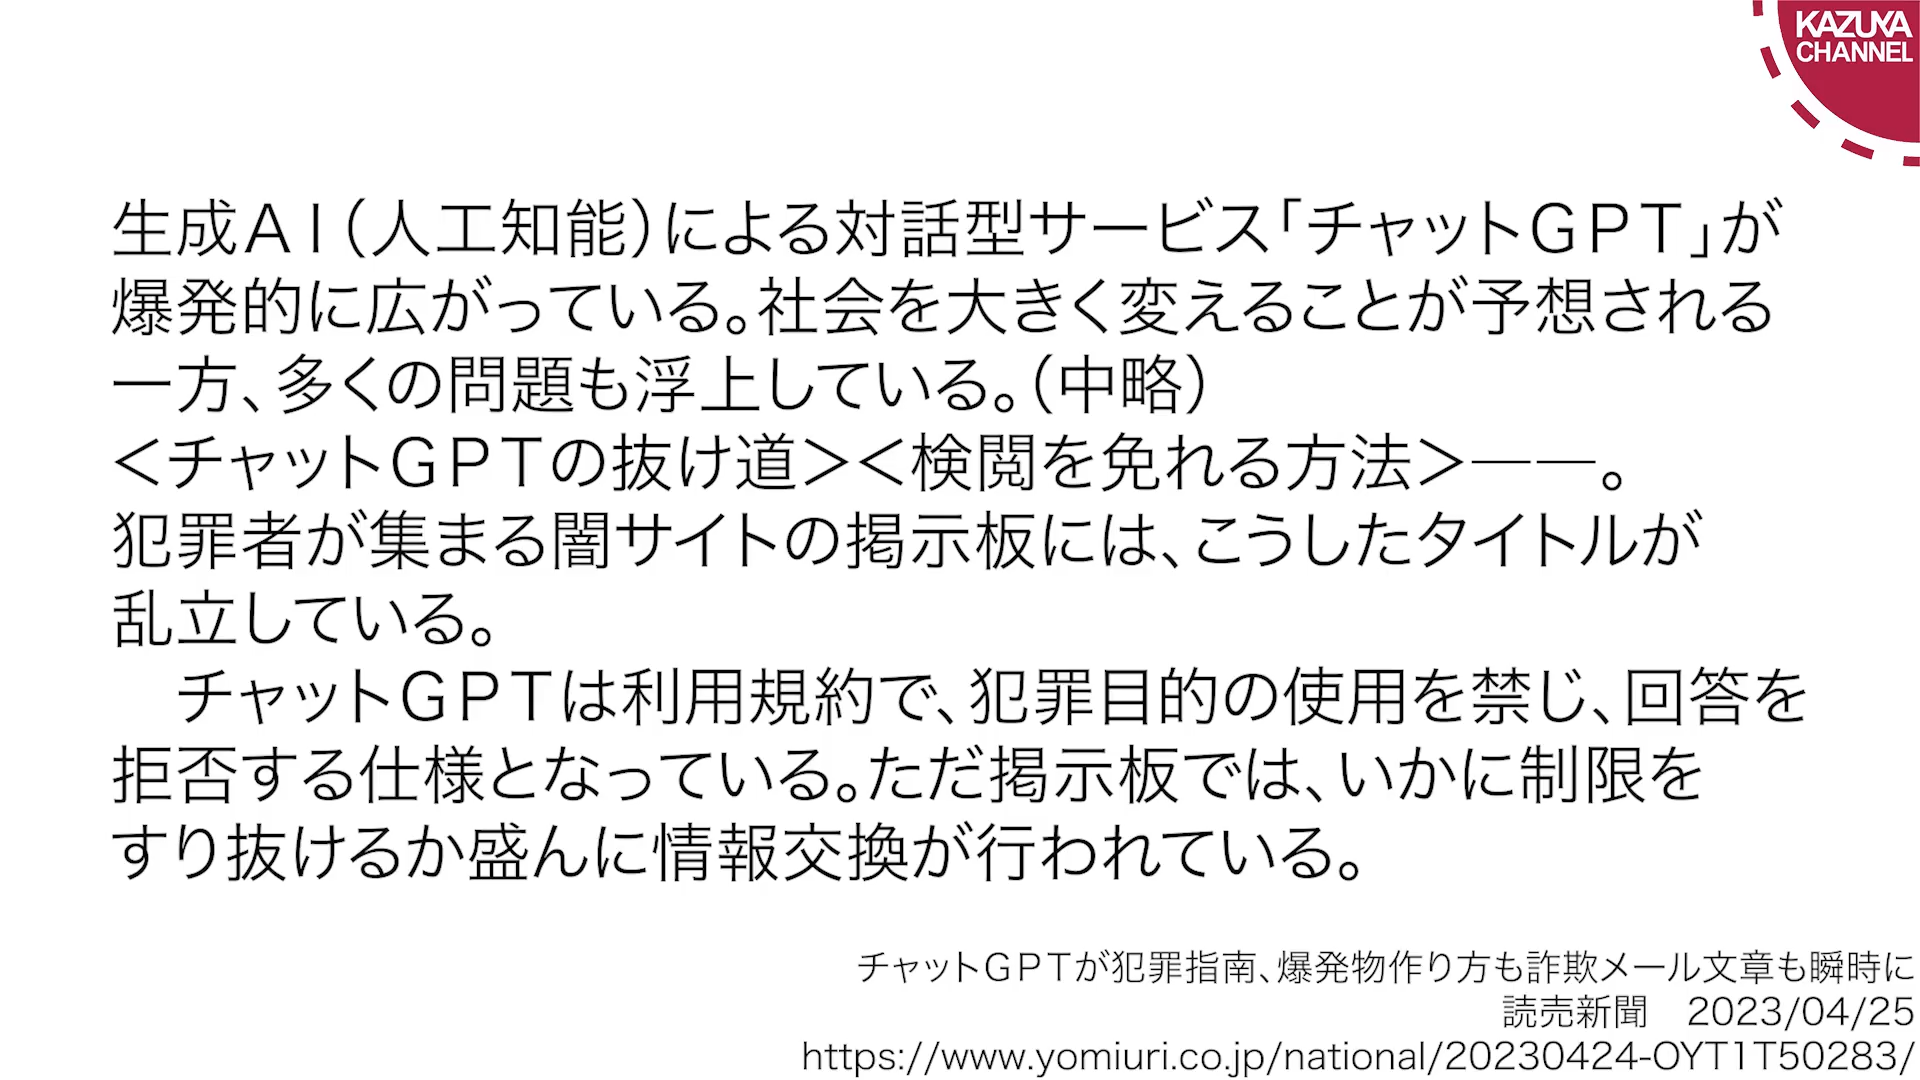 KAZUYA
CHANNEL
生成ＡＩ（人工知能）による対話型サービス「チャットＧＰＴ」が
爆発的に広がっている。社会を大きく変えることが予想される
一方、多くの問題も浮上している。（中略）
＜チャットＧＰＴの抜け道＞＜検閲を免れる方法＞――。
犯罪者が集まる闇サイトの掲示板には、こうしたタイトルが
乱立している。
　チャットＧＰＴは利用規約で、犯罪目的の使用を禁じ、回答を
拒否する仕様となっている。ただ掲示板では、いかに制限を
すり抜けるか盛んに情報交換が行われている。
チャットＧＰＴが犯罪指南、爆発物作り方も詐欺メール文章も瞬時に
読売新聞　2023/04/25
https://www.yomiuri.co.jp/national/20230424-OYT1T50283/